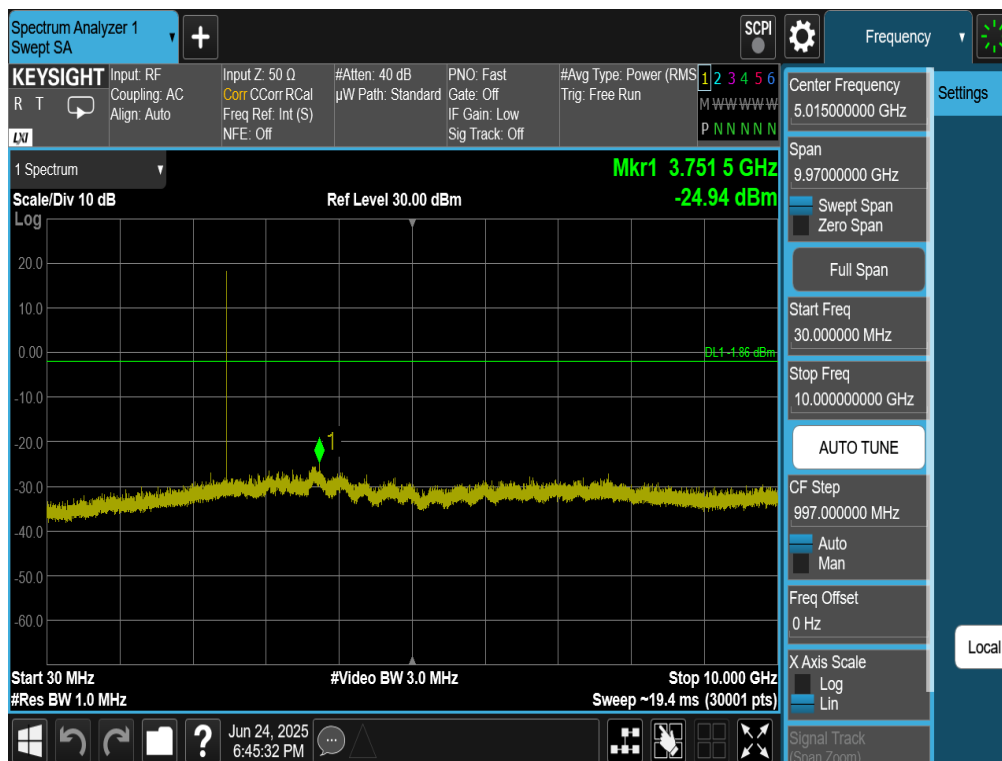 Spectrum Analyzer 1
Swept SA
+
SCPI
Frequency
KEYSIGHT
R T
LXI
Input: RF
Coupling: AC
Align: Auto
Input Z: 50 Ω
Corr CCorr RCal
Freq Ref: Int (S)
NFE: Off
#Atten: 40 dB
µW Path: Standard
PNO: Fast
Gate: Off
IF Gain: Low
Sig Track: Off
#Avg Type: Power (RMS
Trig: Free Run
1 2 3 4 5 6
M W W W W W
P N N N N N
1 Spectrum
Scale/Div 10 dB
Log
Ref Level 30.00 dBm
Mkr1 3.751 5 GHz
-24.94 dBm
20.0
10.0
0.00
-10.0
-20.0
-30.0
-40.0
-50.0
-60.0
DL1 -1.86 dBm
1
Start 30 MHz
#Res BW 1.0 MHz
#Video BW 3.0 MHz
Stop 10.000 GHz
Sweep ~19.4 ms (30001 pts)
Center Frequency
5.015000000 GHz
Span
9.97000000 GHz
Swept Span
Zero Span
Full Span
Start Freq
30.000000 MHz
Stop Freq
10.000000000 GHz
AUTO TUNE
CF Step
997.000000 MHz
Auto
Man
Freq Offset
0 Hz
X Axis Scale
Log
Lin
Signal Track
(Span Zoom)
Settings
Local
?
Jun 24, 2025
6:45:32 PM